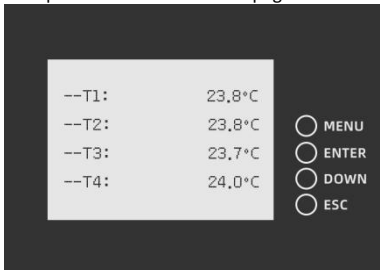 --T1: 23.8°C
--T2: 23.8°C
--T3: 23.7°C
--T4: 24.0°C
MENU
ENTER
DOWN
ESC